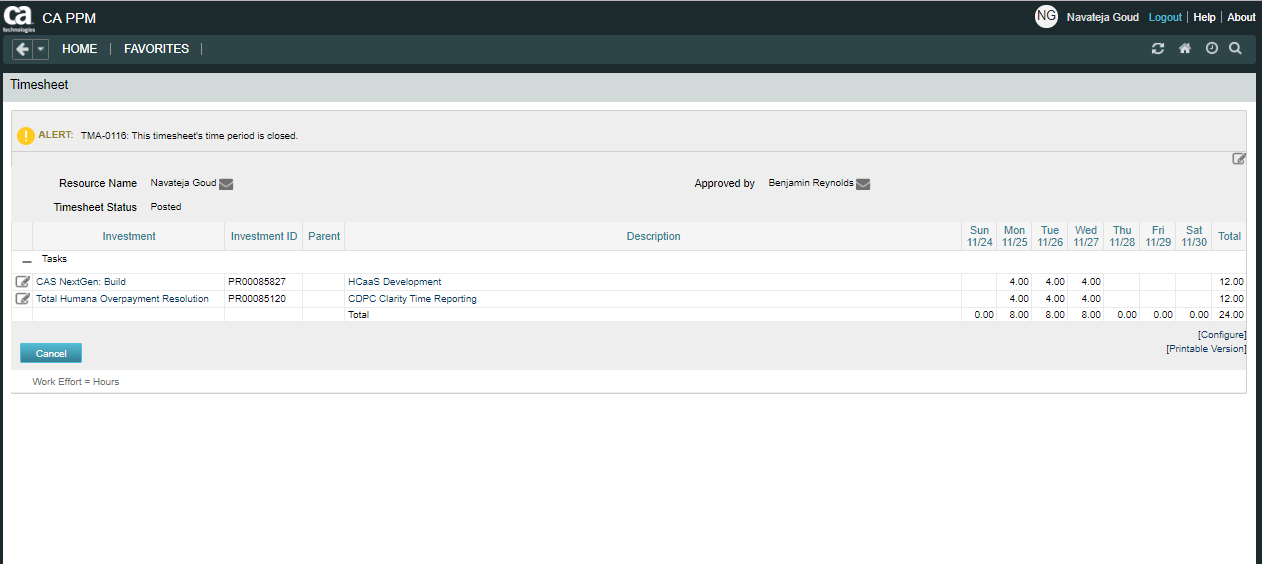 ca technologies CA PPM NG Navateja Goud Logout | Help | About
HOME | FAVORITES |
Timesheet
! ALERT: TMA-0116: This timesheet's time period is closed.
Resource Name Navateja Goud Approved by Benjamin Reynolds
Timesheet Status Posted
Investment Investment ID Parent Description Sun 11/24 Mon 11/25 Tue 11/26 Wed 11/27 Thu 11/28 Fri 11/29 Sat 11/30 Total
Tasks
CAS NextGen: Build PR00085827 HCaaS Development 4.00 4.00 4.00 12.00
Total Humana Overpayment Resolution PR00085120 CDPC Clarity Time Reporting 4.00 4.00 4.00 12.00
Total 0.00 8.00 8.00 8.00 0.00 0.00 0.00 24.00
[Configure]
Cancel [Printable Version]
Work Effort = Hours